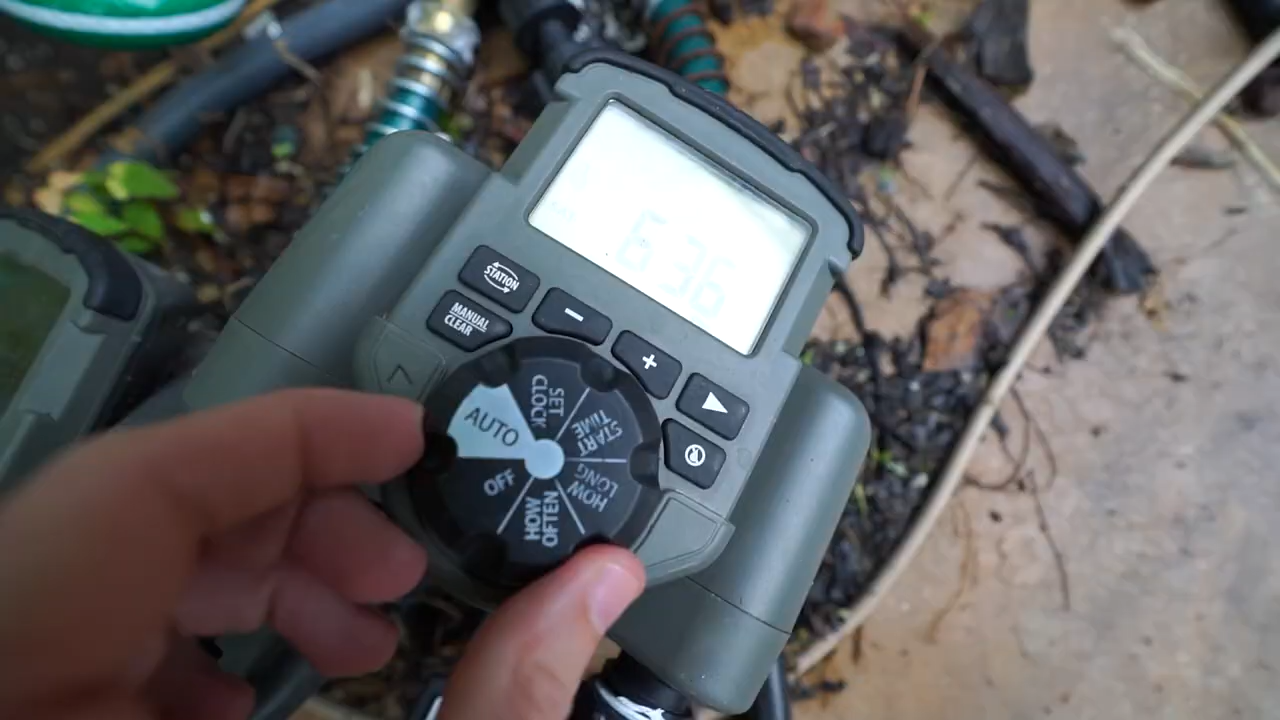 6:36
STATION
MANUAL
CLEAR
−
+
SET
CLOCK
START
TIME
HOW
LONG
HOW
OFTEN
OFF
AUTO